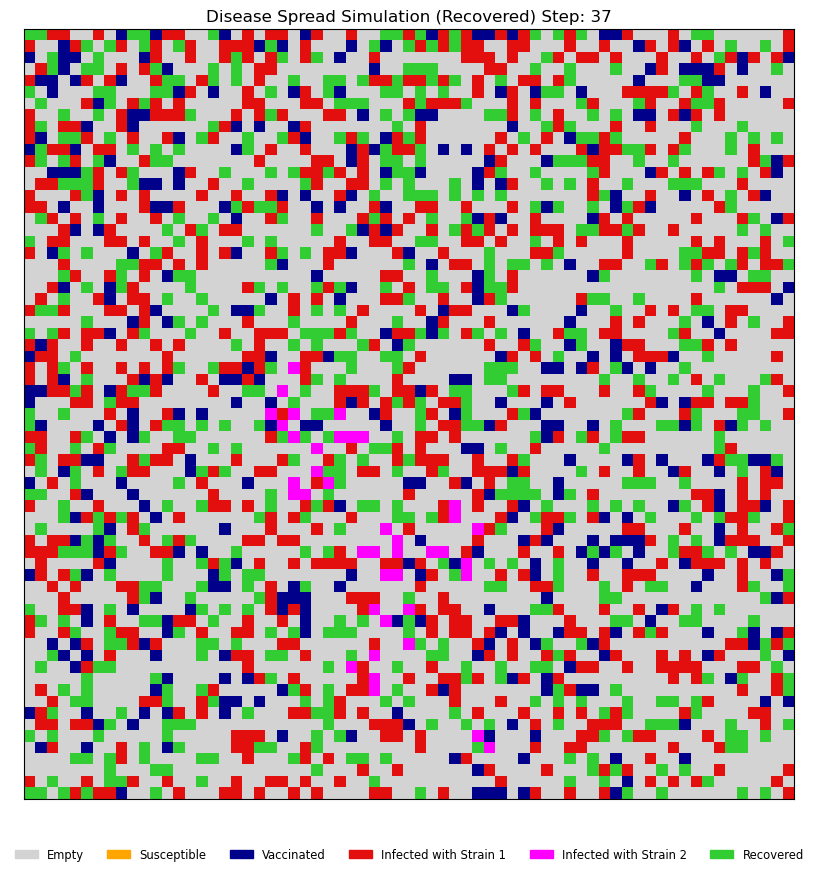 Disease Spread Simulation (Recovered) Step: 37
Empty Susceptible Vaccinated Infected with Strain 1 Infected with Strain 2 Recovered